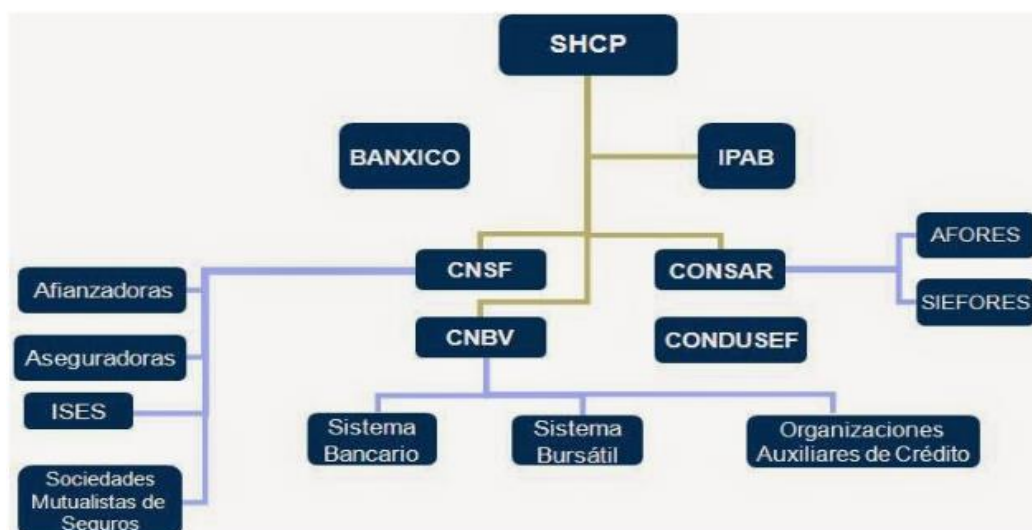 SHCP
BANXICO
IPAB
CNSF
CONSAR
AFORES
SIEFORES
Afianzadoras
Aseguradoras
ISES
Sociedades
Mutualistas de
Seguros
CNBV
CONDUSEF
Sistema
Bancario
Sistema
Bursátil
Organizaciones
Auxiliares de Crédito